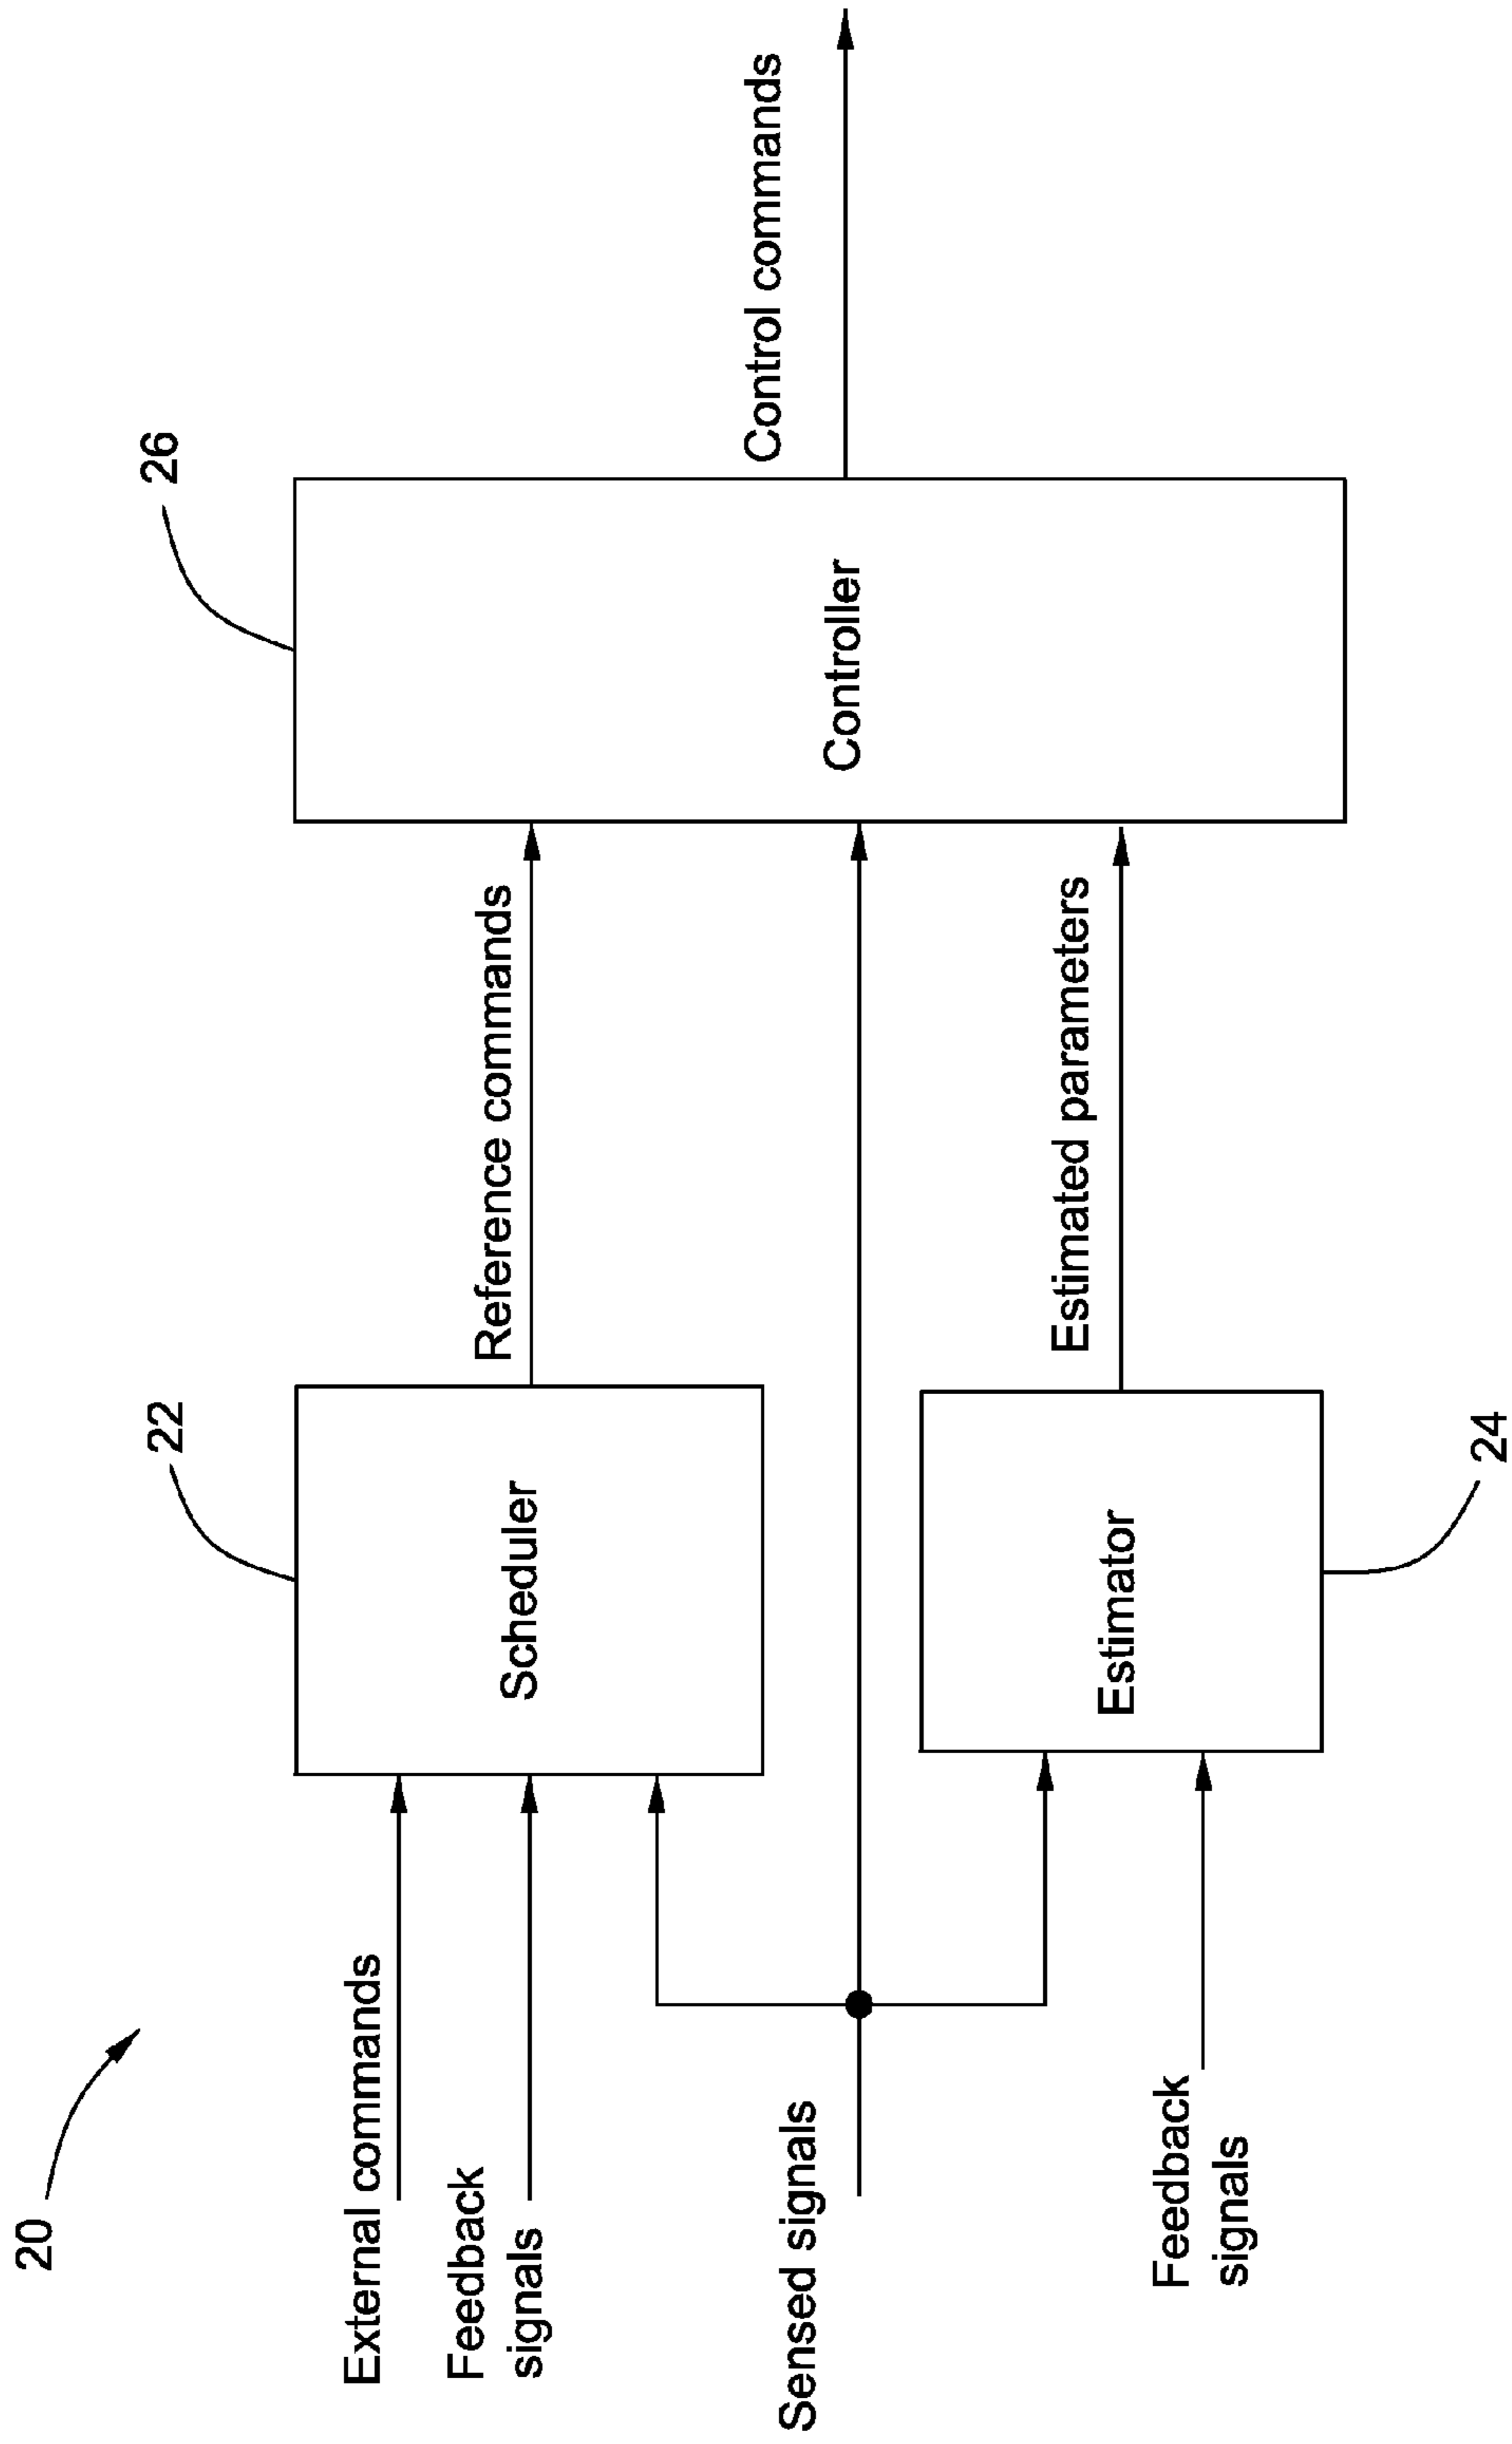 20
22
26
External commands
Feedback
signals
Scheduler
Reference commands
Control commands
Sensed signals
Controller
Estimated parameters
Estimator
Feedback
signals
24